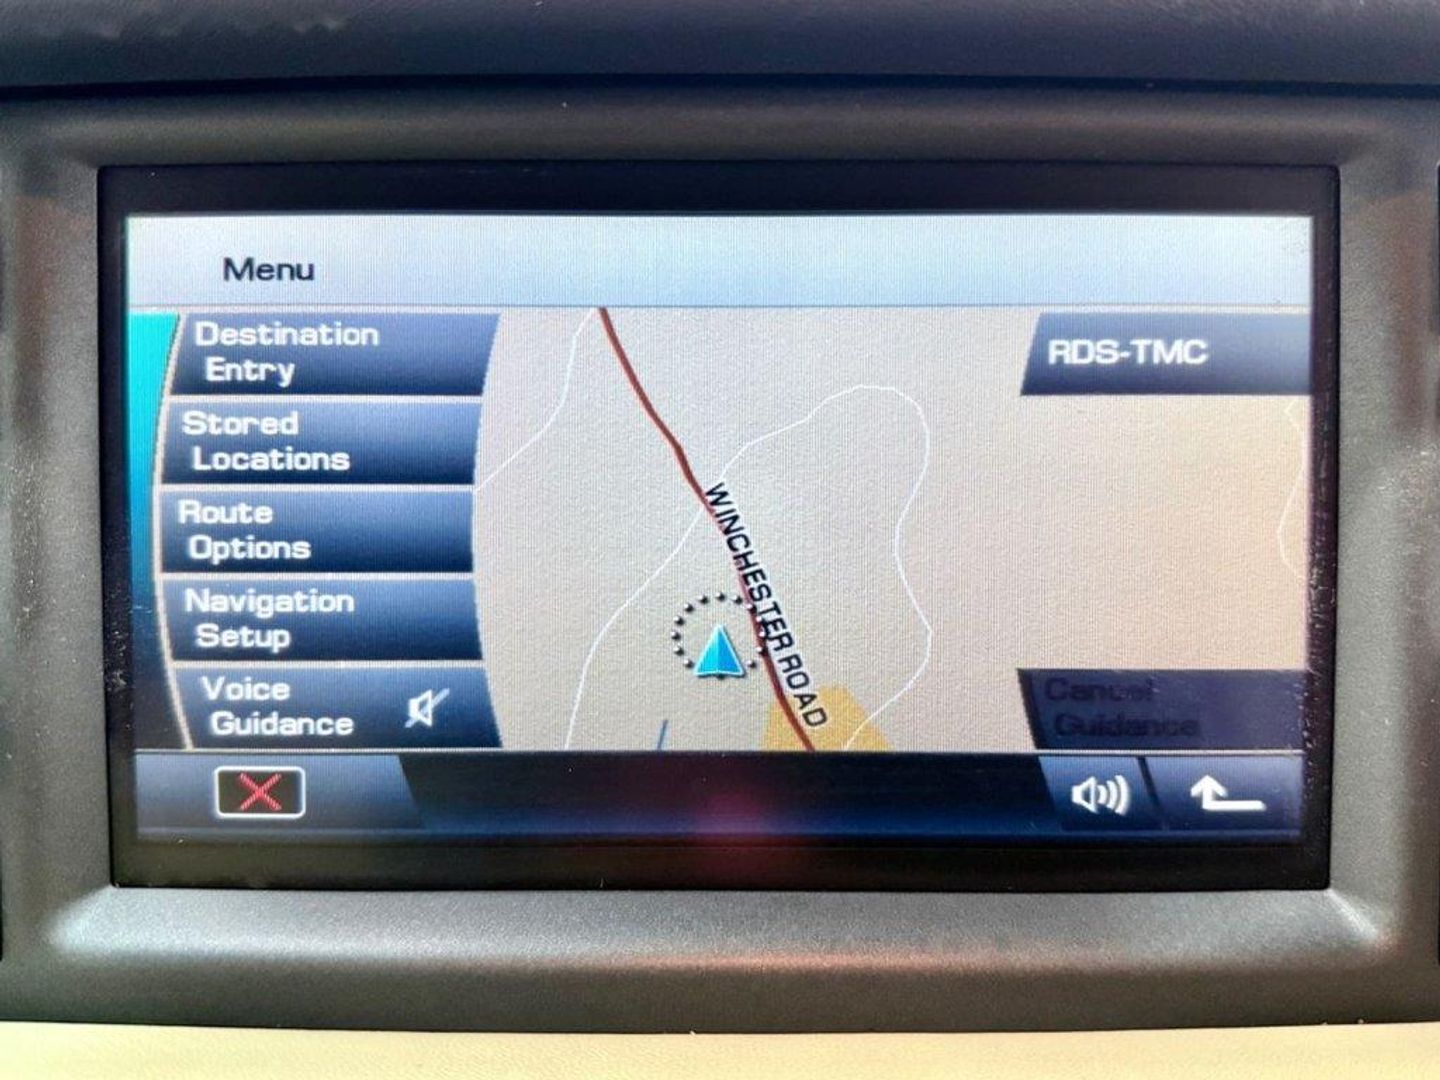 Menu
Destination
Entry
Stored
Locations
Route
Options
Navigation
Setup
Voice
Guidance
WINCHESTER ROAD
RDS-TMC
Cancel
Guidance